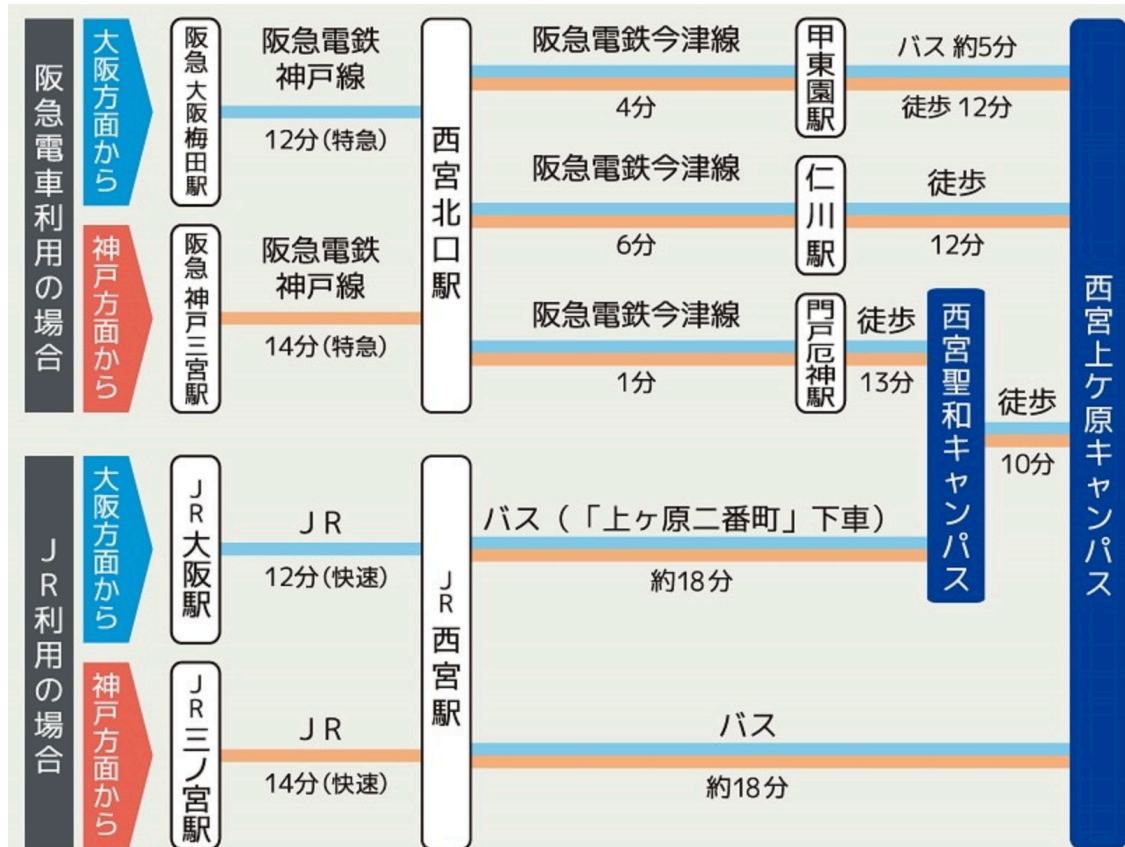 阪急電車利用の場合
大阪方面から
阪急 大阪梅田駅
阪急電鉄
神戸線
12分(特急)
神戸方面から
阪急 神戸三宮駅
阪急電鉄
神戸線
14分(特急)
西宮北口駅
阪急電鉄今津線
4分
甲東園駅
バス 約5分
徒歩 12分
阪急電鉄今津線
6分
仁川駅
徒歩
12分
阪急電鉄今津線
1分
門戸厄神駅
徒歩
13分
西宮聖和キャンパス
徒歩
10分
西宮上ケ原キャンパス
JR利用の場合
大阪方面から
JR大阪駅
JR
12分(快速)
神戸方面から
JR三ノ宮駅
JR
14分(快速)
JR西宮駅
バス(「上ヶ原二番町」下車)
約18分
バス
約18分